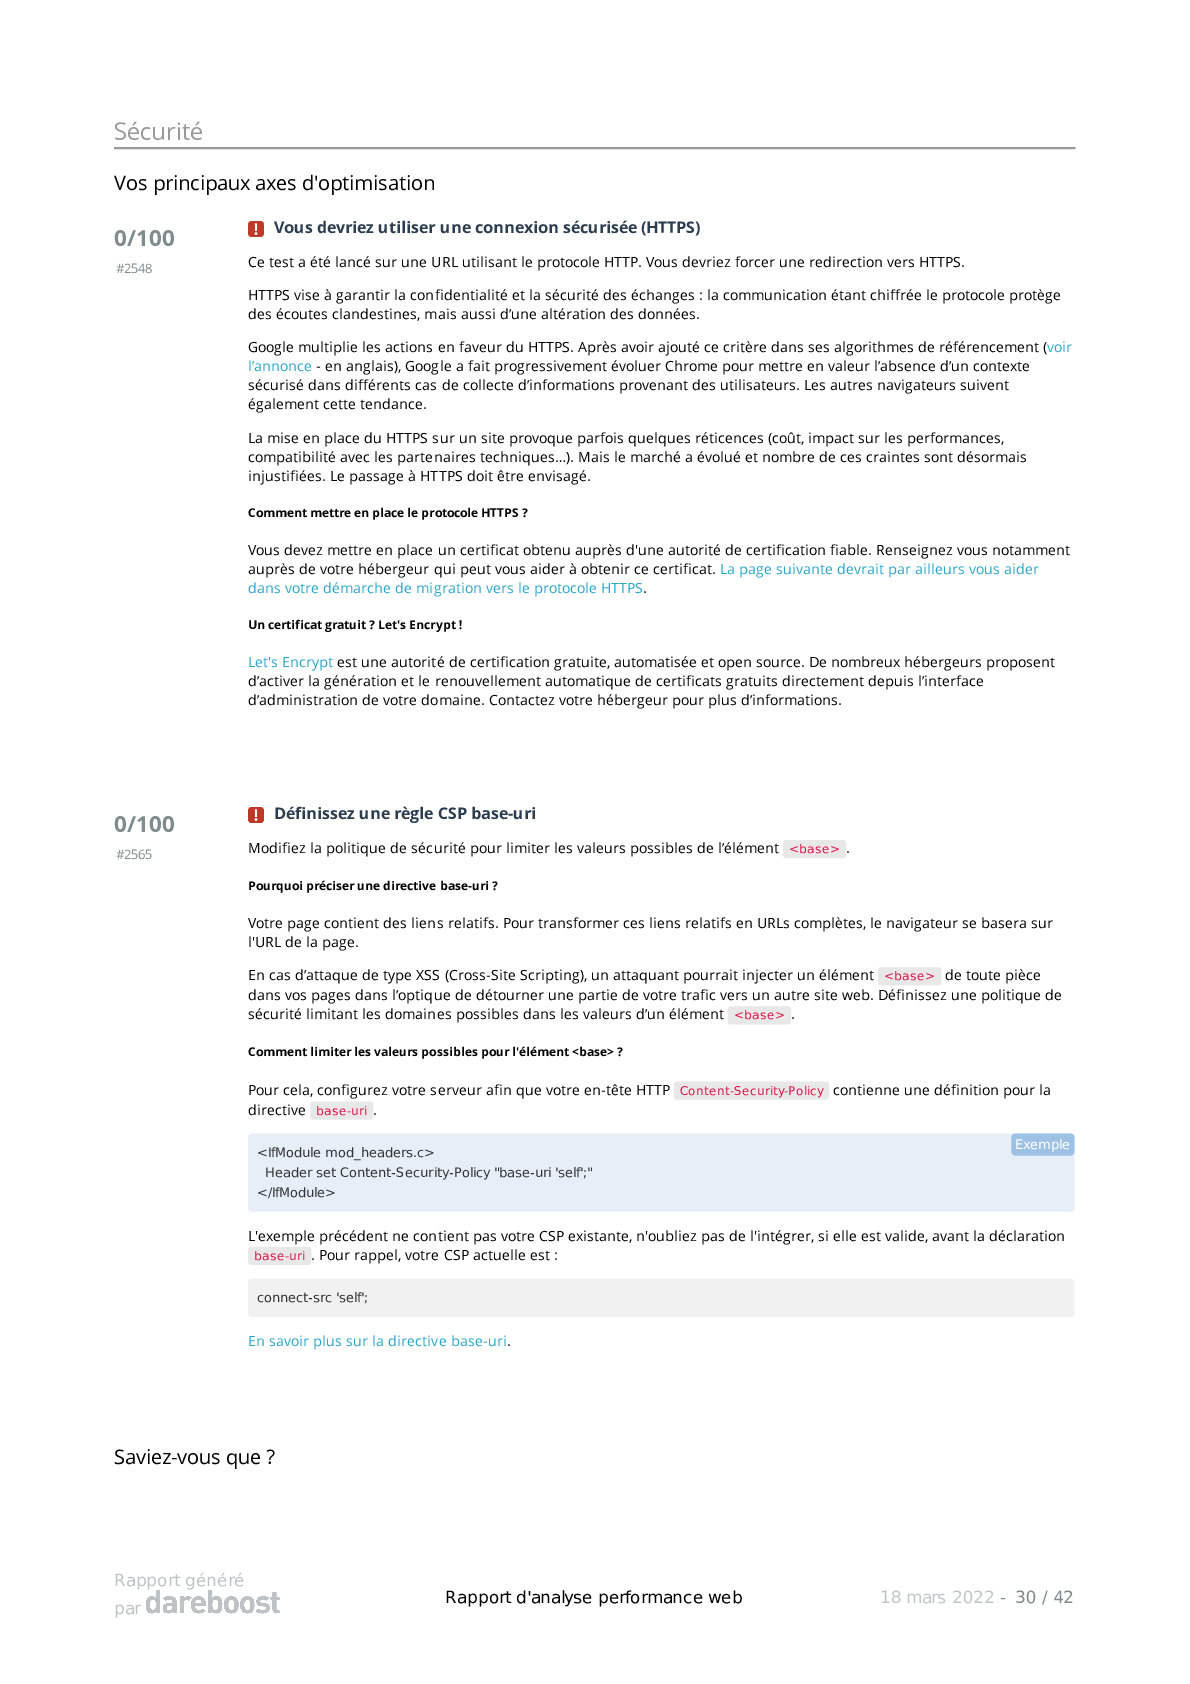 Sécurité
Vos principaux axes d'optimisation
0/100
#2548
Vous devriez utiliser une connexion sécurisée (HTTPS)
Ce test a été lancé sur une URL utilisant le protocole HTTP. Vous devriez forcer une redirection vers HTTPS.
HTTPS vise à garantir la confidentialité et la sécurité des échanges : la communication étant chiffrée le protocole protège
des écoutes clandestines, mais aussi d’une altération des données.
Google multiplie les actions en faveur du HTTPS. Après avoir ajouté ce critère dans ses algorithmes de référencement (voir
l’annonce - en anglais), Google a fait progressivement évoluer Chrome pour mettre en valeur l’absence d’un contexte
sécurisé dans différents cas de collecte d’informations provenant des utilisateurs. Les autres navigateurs suivent
également cette tendance.
La mise en place du HTTPS sur un site provoque parfois quelques réticences (coût, impact sur les performances,
compatibilité avec les partenaires techniques...). Mais le marché a évolué et nombre de ces craintes sont désormais
injustifiées. Le passage à HTTPS doit être envisagé.
Comment mettre en place le protocole HTTPS ?
Vous devez mettre en place un certificat obtenu auprès d'une autorité de certification fiable. Renseignez vous notamment
auprès de votre hébergeur qui peut vous aider à obtenir ce certificat. La page suivante devrait par ailleurs vous aider
dans votre démarche de migration vers le protocole HTTPS.
Un certificat gratuit ? Let's Encrypt !
Let's Encrypt est une autorité de certification gratuite, automatisée et open source. De nombreux hébergeurs proposent
d’activer la génération et le renouvellement automatique de certificats gratuits directement depuis l’interface
d’administration de votre domaine. Contactez votre hébergeur pour plus d’informations.
0/100
#2565
Définissez une règle CSP base-uri
Modifiez la politique de sécurité pour limiter les valeurs possibles de l’élément <base> .
Pourquoi préciser une directive base-uri ?
Votre page contient des liens relatifs. Pour transformer ces liens relatifs en URLs complètes, le navigateur se basera sur
l'URL de la page.
En cas d’attaque de type XSS (Cross-Site Scripting), un attaquant pourrait injecter un élément <base> de toute pièce
dans vos pages dans l’optique de détourner une partie de votre trafic vers un autre site web. Définissez une politique de
sécurité limitant les domaines possibles dans les valeurs d’un élément <base> .
Comment limiter les valeurs possibles pour l'élément <base> ?
Pour cela, configurez votre serveur afin que votre en-tête HTTP Content-Security-Policy contienne une définition pour la
directive base-uri .
Exemple
<IfModule mod_headers.c>
Header set Content-Security-Policy "base-uri 'self';"
</IfModule>
L'exemple précédent ne contient pas votre CSP existante, n'oubliez pas de l'intégrer, si elle est valide, avant la déclaration
base-uri . Pour rappel, votre CSP actuelle est :
connect-src 'self';
En savoir plus sur la directive base-uri.
Saviez-vous que ?
Rapport généré
par dareboost
Rapport d'analyse performance web
18 mars 2022 - 30 / 42